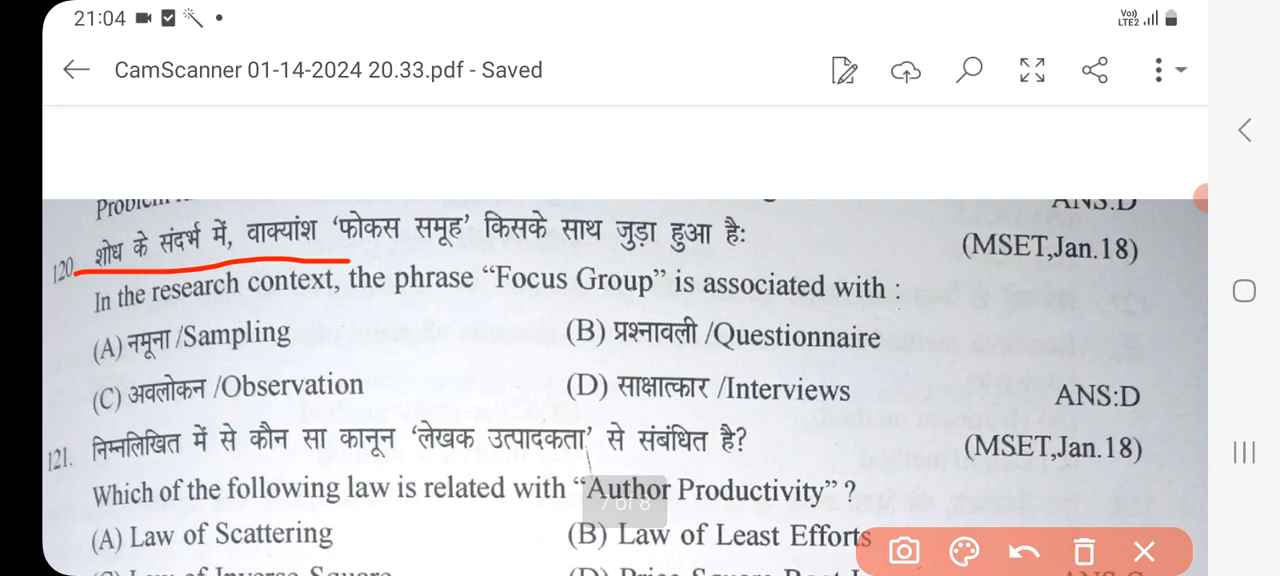 21:04
Vo))
LTE2
CamScanner 01-14-2024 20.33.pdf - Saved
ANS:D
120. शोध के संदर्भ में, वाक्यांश ‘फोकस समूह’ किसके साथ जुड़ा हुआ है:
(MSET,Jan.18)
In the research context, the phrase “Focus Group” is associated with :
(A) नमूना /Sampling
(B) प्रश्नावली /Questionnaire
(C) अवलोकन /Observation
(D) साक्षात्कार /Interviews
ANS:D
121. निम्नलिखित में से कौन सा कानून ‘लेखक उत्पादकता’ से संबंधित है?
(MSET,Jan.18)
Which of the following law is related with “Author Productivity” ?
7 of 8
(A) Law of Scattering
(B) Law of Least Efforts